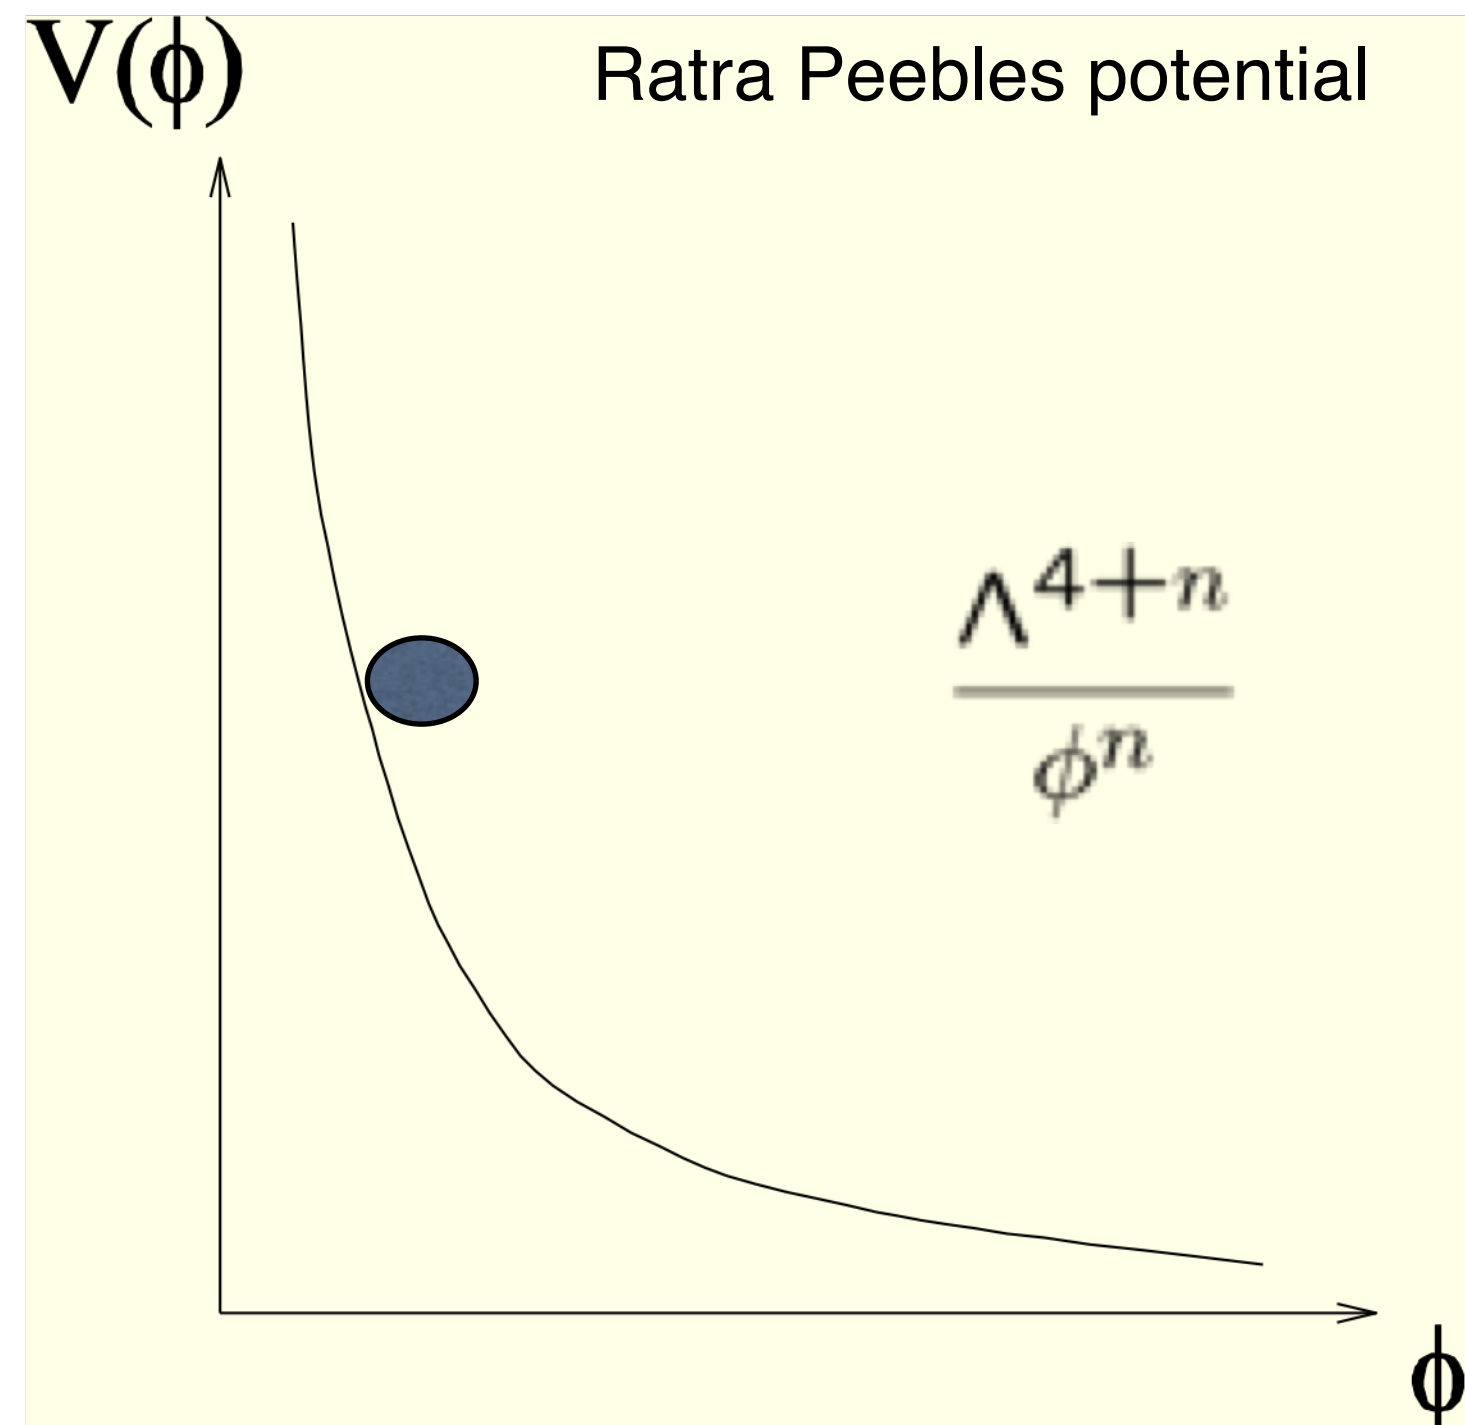 V(ϕ)
Ratra Peebles potential
Λ^{4+n}
ϕ^n
ϕ